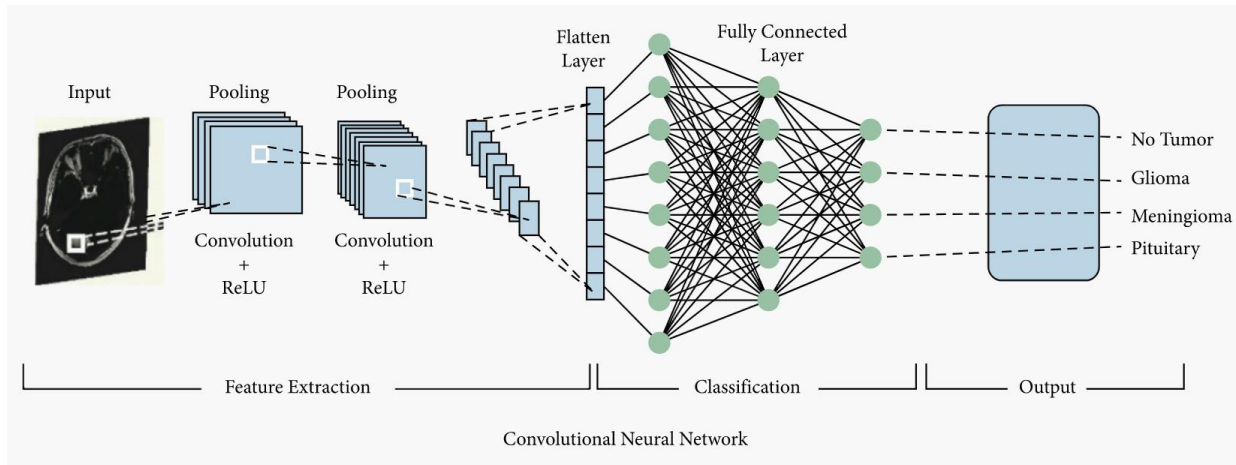 Input
Pooling
Pooling
Flatten
Layer
Fully Connected
Layer
Convolution
+
ReLU
Convolution
+
ReLU
No Tumor
Glioma
Meningioma
Pituitary
Feature Extraction
Classification
Output
Convolutional Neural Network